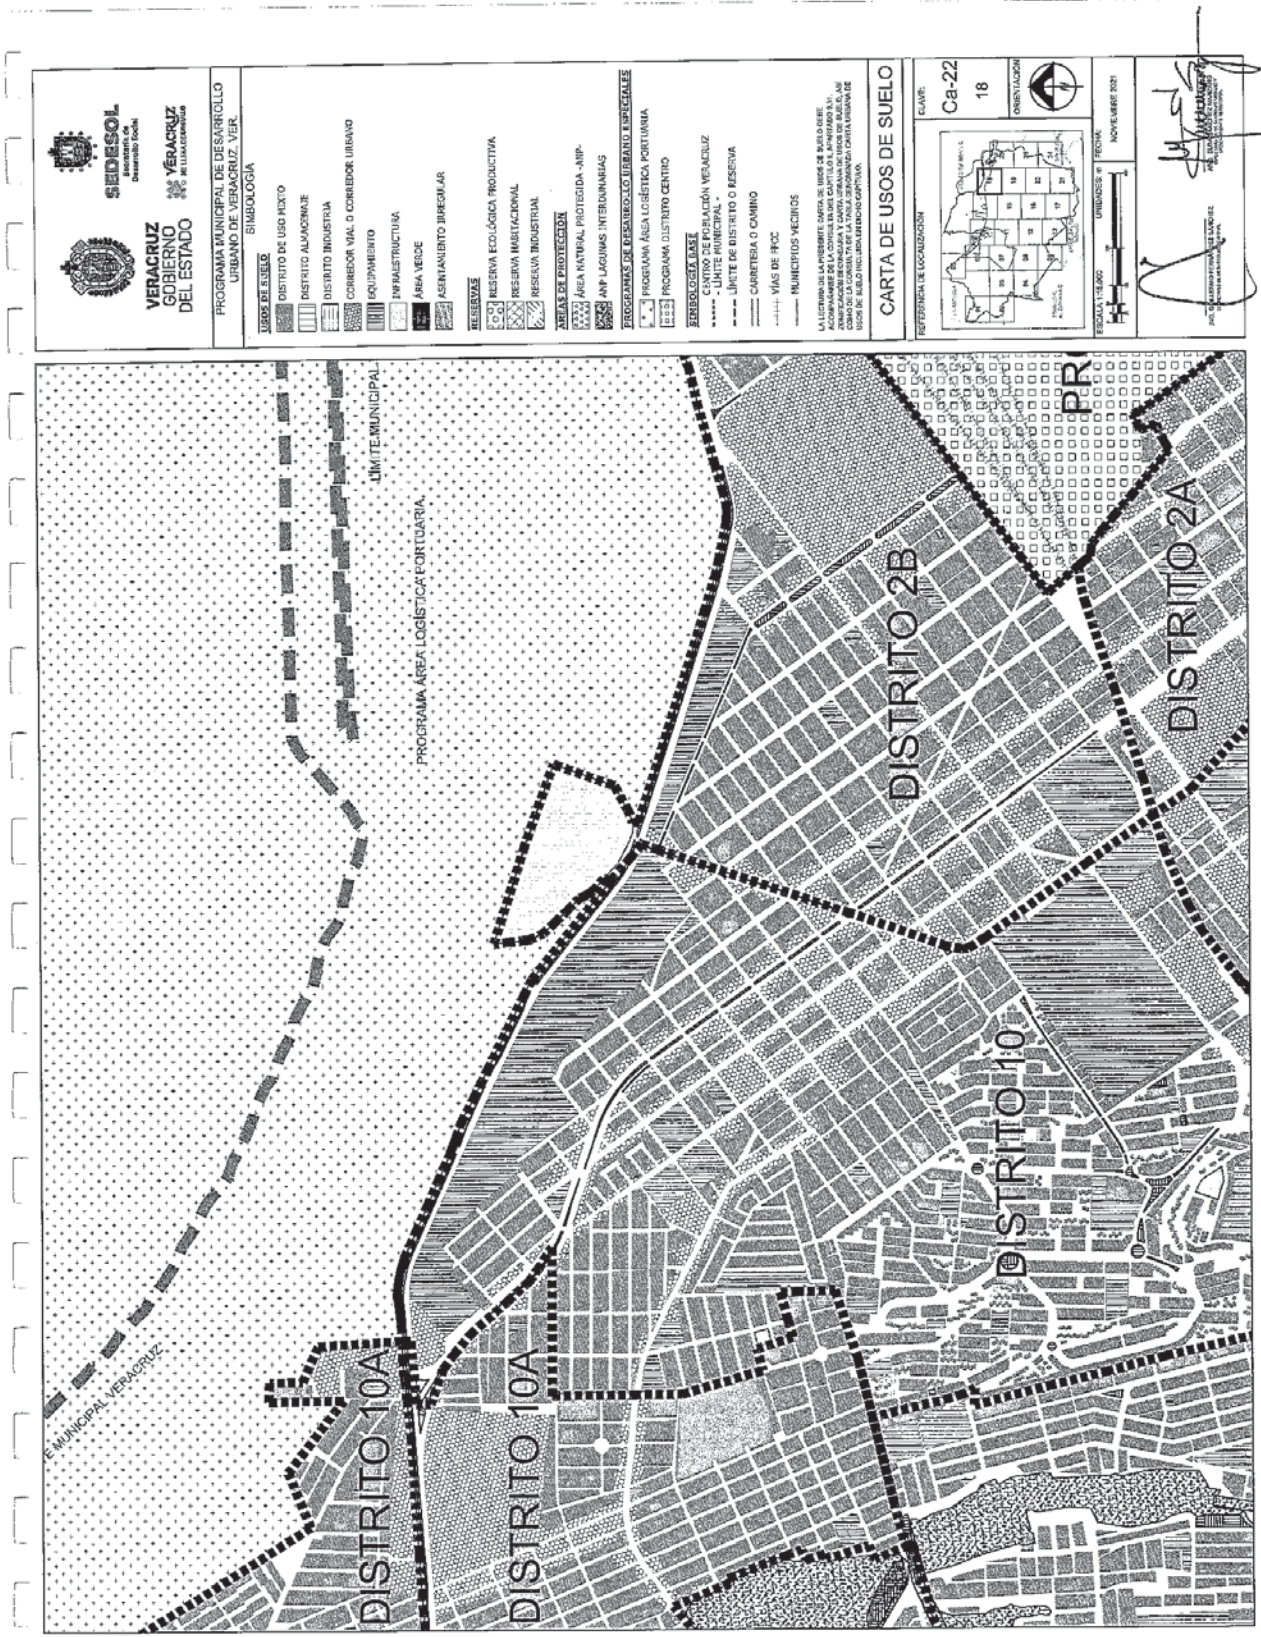 SEDESOL
Secretaría de
Desarrollo Social
VERACRUZ
GOBIERNO
DEL ESTADO
VERACRUZ
PROGRAMA MUNICIPAL DE DESARROLLO
URBANO DE VERACRUZ, VER.
SIMBOLOGÍA
USOS DE SUELO
DISTRITO DE USO MIXTO
DISTRITO ALMACENAJE
DISTRITO INDUSTRIA
CORREDOR VIAL O CORREDOR URBANO
EQUIPAMIENTO
INFRAESTRUCTURA
ÁREA VERDE
ASENTAMIENTO IRREGULAR
RESERVAS
RESERVA ECOLÓGICA PRODUCTIVA
RESERVA HABITACIONAL
RESERVA INDUSTRIAL
ÁREAS DE PROTECCIÓN
ÁREA NATURAL PROTEGIDA -ANP-
ANP LAGUNAS INTERDUNARIAS
PROGRAMAS DE DESARROLLO URBANO ESPECIALES
PROGRAMA ÁREA LOGÍSTICA PORTUARIA
PROGRAMA DISTRITO CENTRO
SIMBOLOGÍA BASE
CENTRO DE POBLACIÓN VERACRUZ
- LÍMITE MUNICIPAL -
LÍMITE DE DISTRITO O RESERVA
CARRETERA O CAMINO
VÍAS DE FFCC
MUNICIPIOS VECINOS
CARTA DE USOS DE SUELO
REFERENCIA DE LOCALIZACIÓN
CLAVE:
Ca-22
18
ORIENTACIÓN
ESCALA 1:18,000
UNIDADES: m
FECHA:
NOVIEMBRE 2021
LÍMITE MUNICIPAL
PROGRAMA ÁREA LOGÍSTICA PORTUARIA
E MUNICIPAL VERACRUZ
DISTRITO 10A
DISTRITO 10A
DISTRITO 10
DISTRITO 2B
DISTRITO 2A
PR